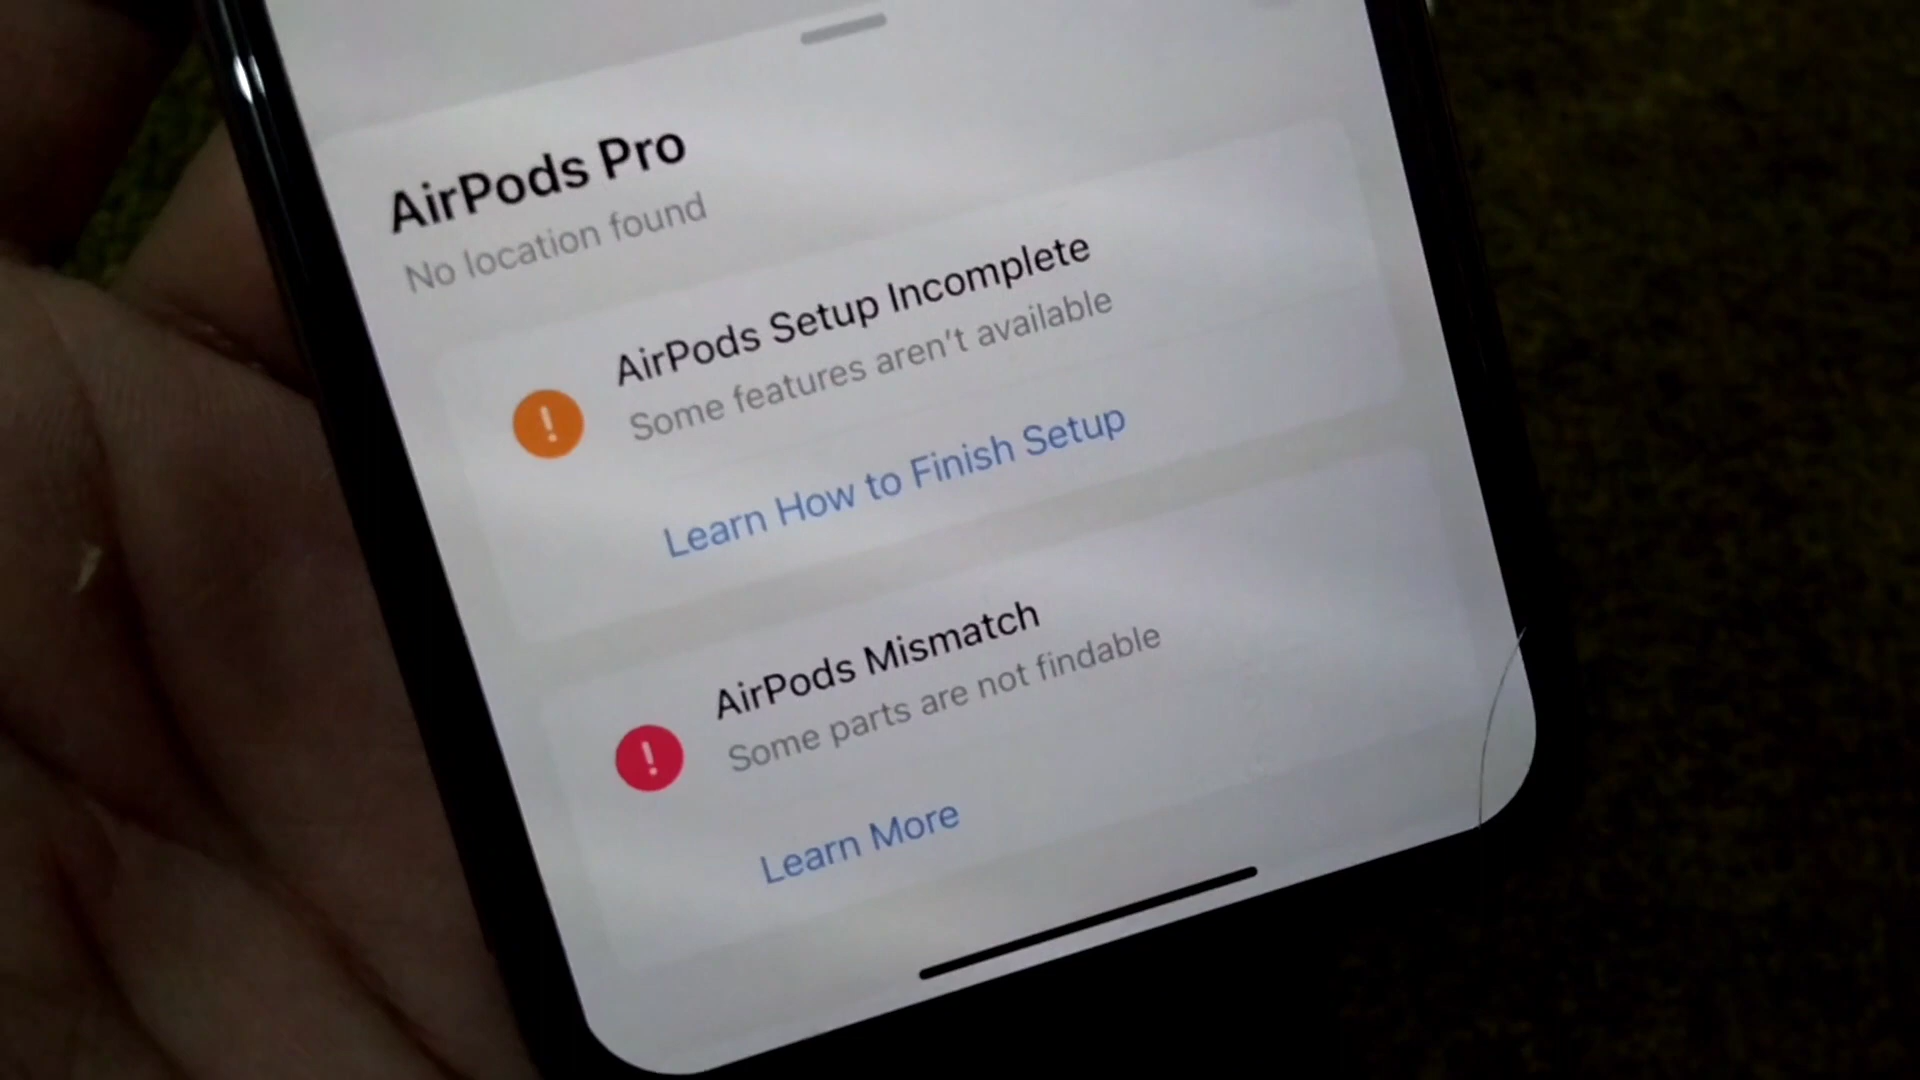 AirPods Pro
No location found
AirPods Setup Incomplete
Some features aren't available
Learn How to Finish Setup
AirPods Mismatch
Some parts are not findable
Learn More